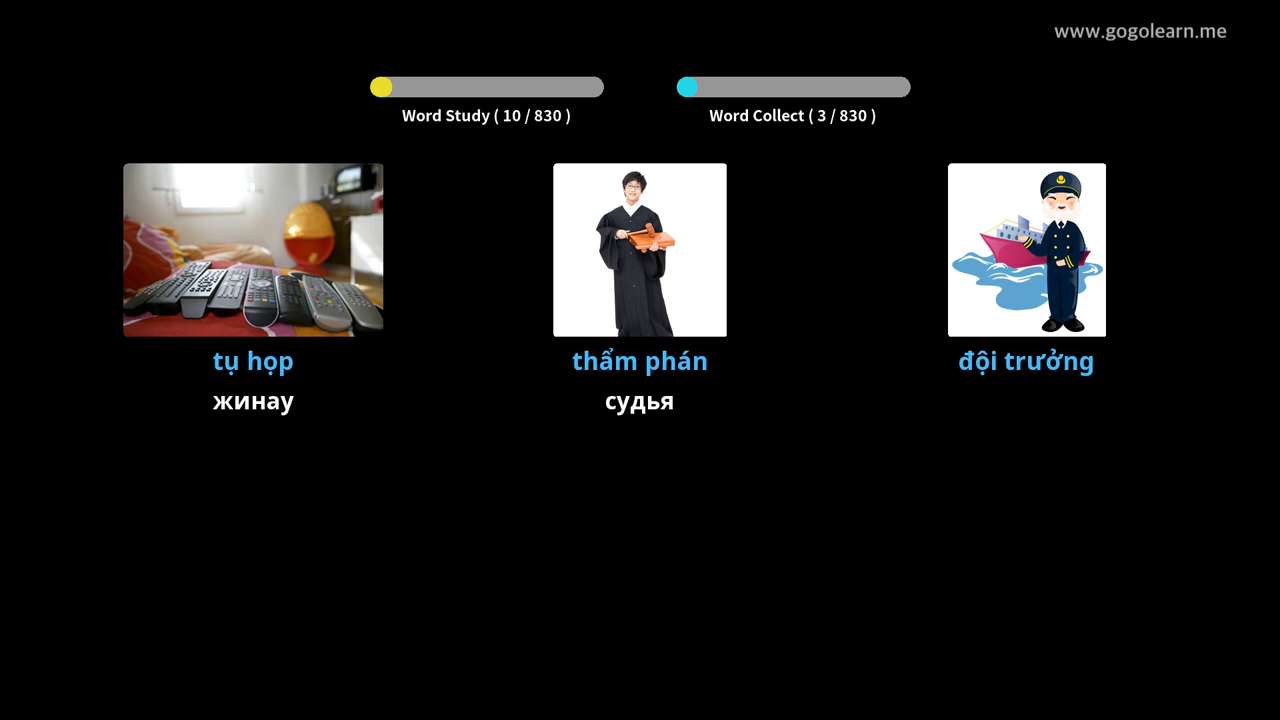 www.gogolearn.me
Word Study ( 10 / 830 )
Word Collect ( 3 / 830 )
tụ họp
thẩm phán
đội trưởng
жинау
судья